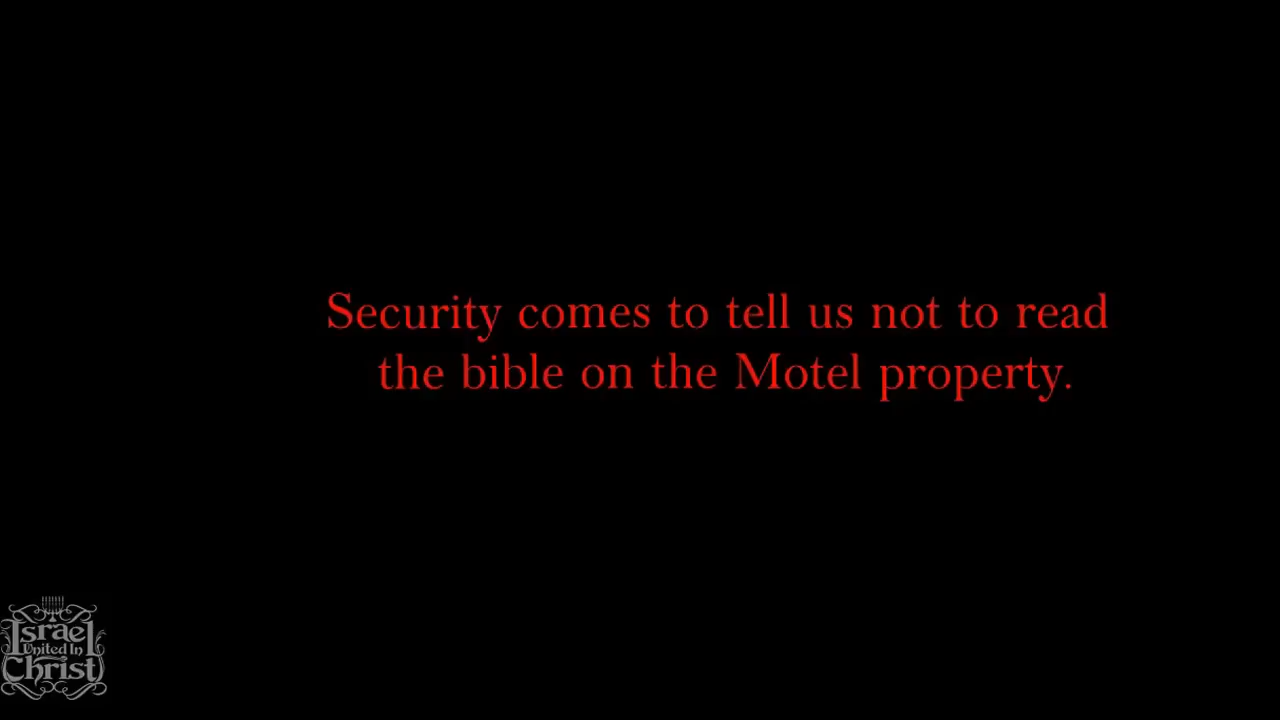 Security comes to tell us not to read
the bible on the Motel property.
Israel
United In
Christ